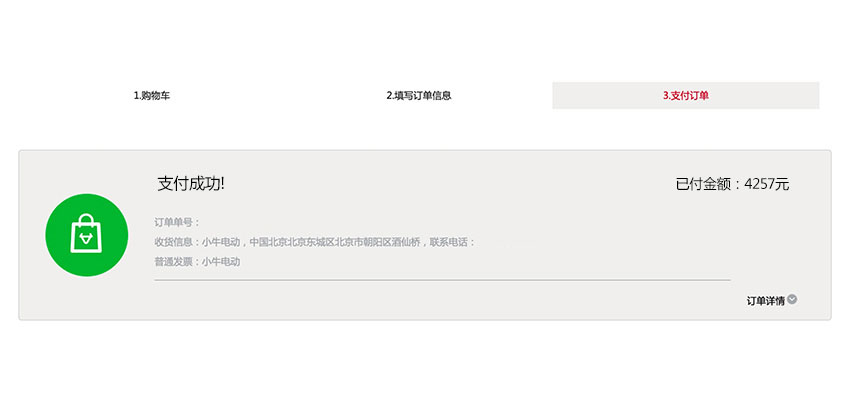 1.购物车
2.填写订单信息
3.支付订单
支付成功!
已付金额：4257元
订单单号：
收货信息：小牛电动，中国北京北京东城区北京市朝阳区酒仙桥，联系电话：
普通发票：小牛电动
订单详情